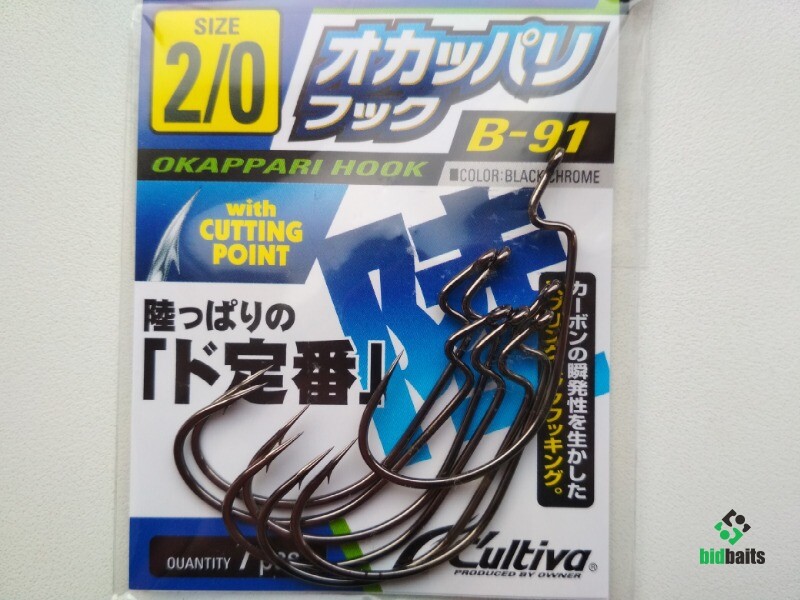 SIZE
2/0
オカッパリ
フック
B-91
OKAPPARI HOOK
■COLOR:BLACK CHROME
with
CUTTING
POINT
陸
陸っぱりの
「ド定番」
カーボンの瞬発性を生かした
フッキング。
QUANTITY 7 pcs
Cultiva®
PRODUCED BY OWNER
bidbaits